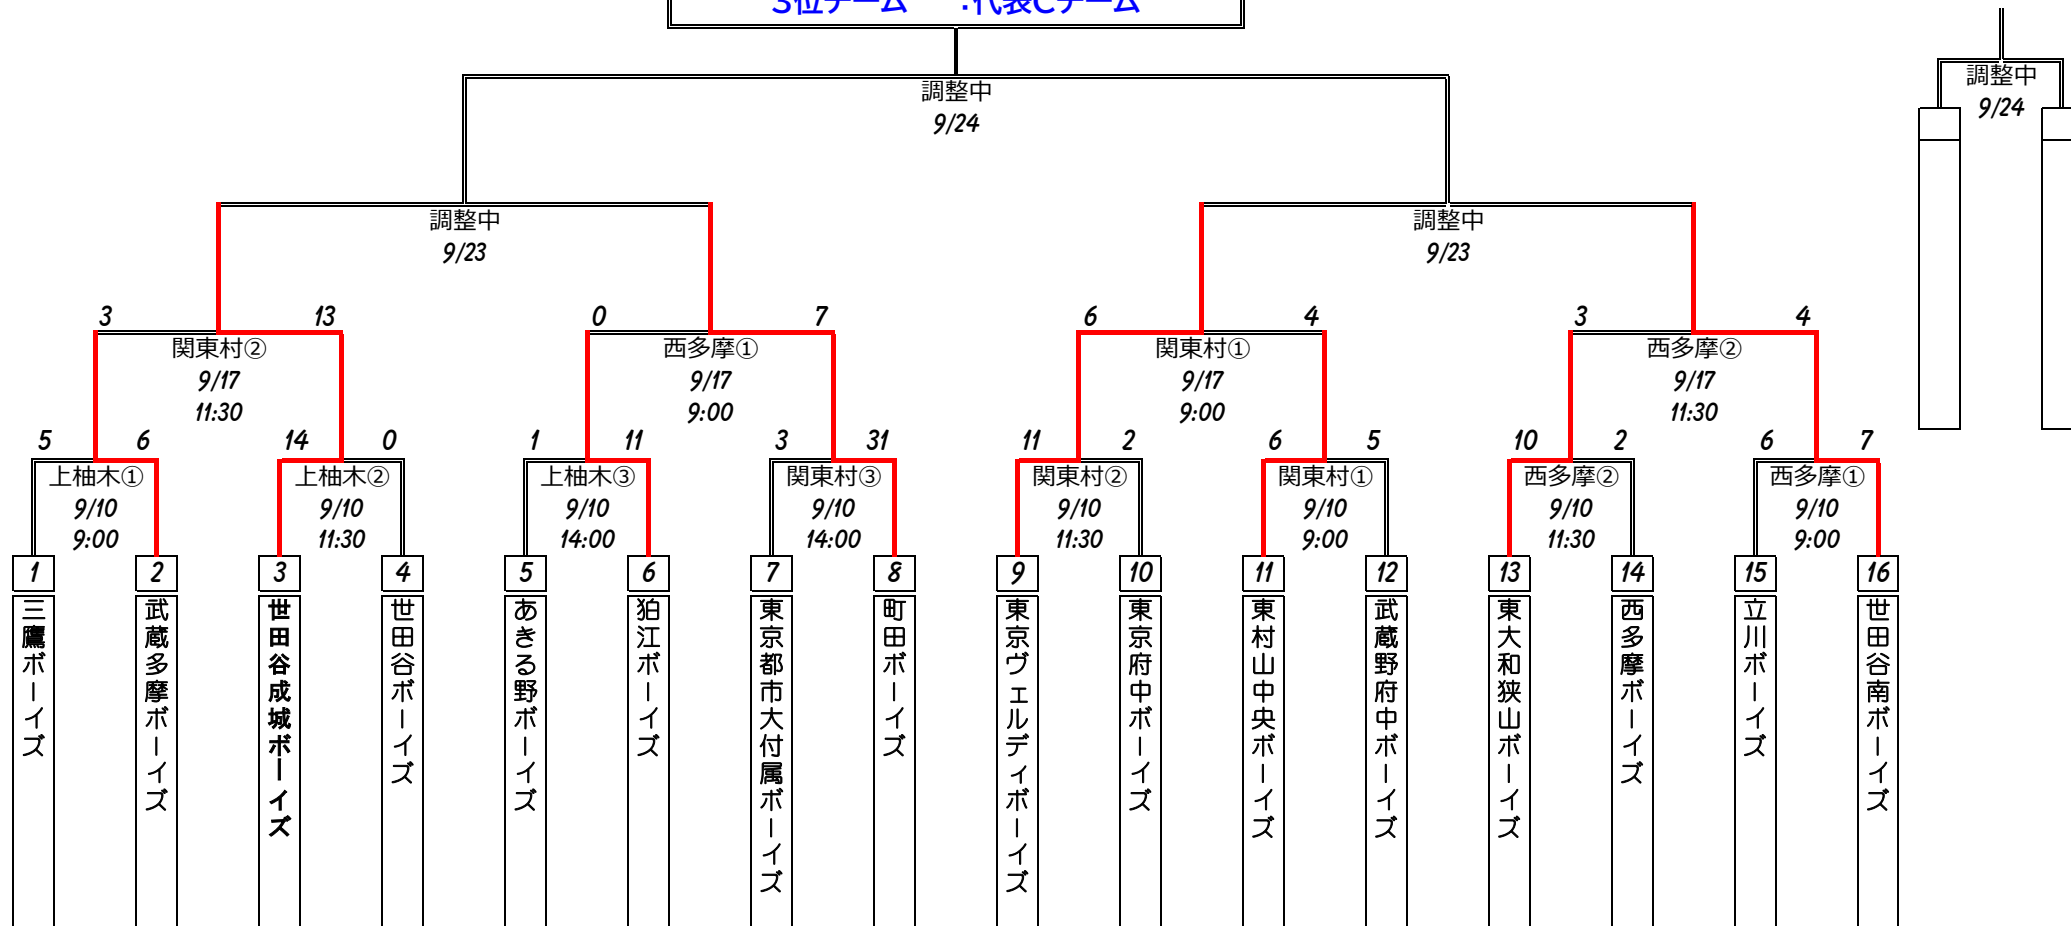 3位チーム　：代表Cチーム
調整中
9/24
調整中
9/24
調整中
9/23
調整中
9/23
3 13 0 7 6 4 3 4
関東村② 西多摩① 関東村① 西多摩②
9/17 9/17 9/17 9/17
11:30 9:00 9:00 11:30
5 6 14 0 1 11 3 31 11 2 6 5 10 2 6 7
上柚木① 上柚木② 上柚木③ 関東村③ 関東村② 関東村① 西多摩② 西多摩①
9/10 9/10 9/10 9/10 9/10 9/10 9/10 9/10
9:00 11:30 14:00 14:00 11:30 9:00 11:30 9:00
1 2 3 4 5 6 7 8 9 10 11 12 13 14 15 16
三鷹ボーイズ
武蔵多摩ボーイズ
世田谷成城ボーイズ
世田谷ボーイズ
あきる野ボーイズ
狛江ボーイズ
東京都市大付属ボーイズ
町田ボーイズ
東京ヴェルディボーイズ
東京府中ボーイズ
東村山中央ボーイズ
武蔵野府中ボーイズ
東大和狭山ボーイズ
西多摩ボーイズ
立川ボーイズ
世田谷南ボーイズ